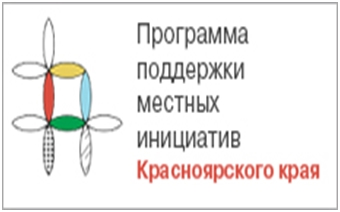 Программа
поддержки
местных
инициатив
Красноярского края